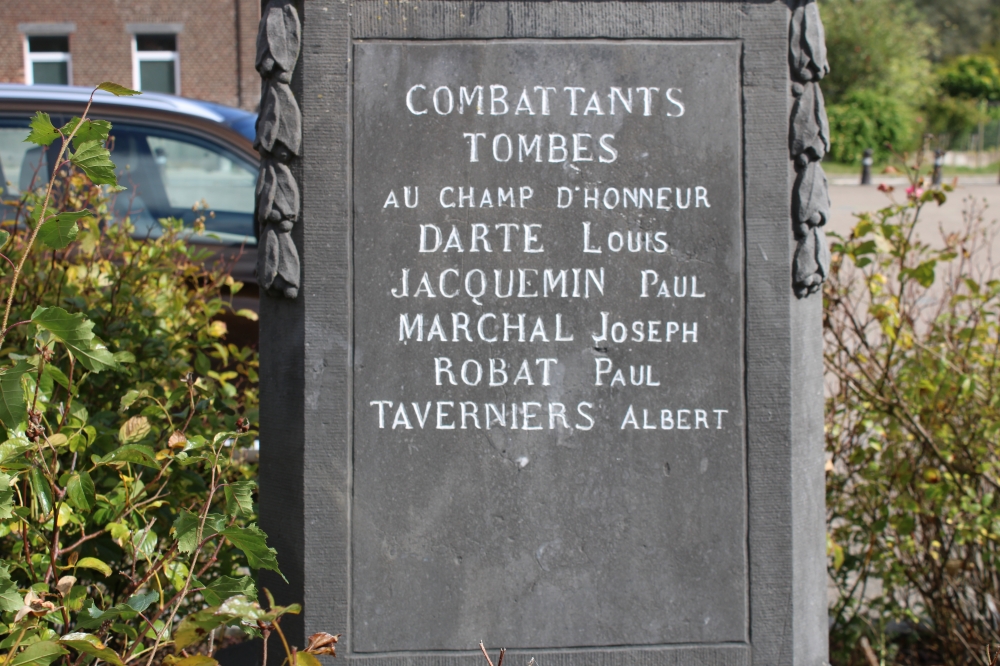 COMBATTANTS
TOMBES
AU CHAMP D'HONNEUR
DARTE LOUIS
JACQUEMIN PAUL
MARCHAL JOSEPH
ROBAT PAUL
TAVERNIERS ALBERT